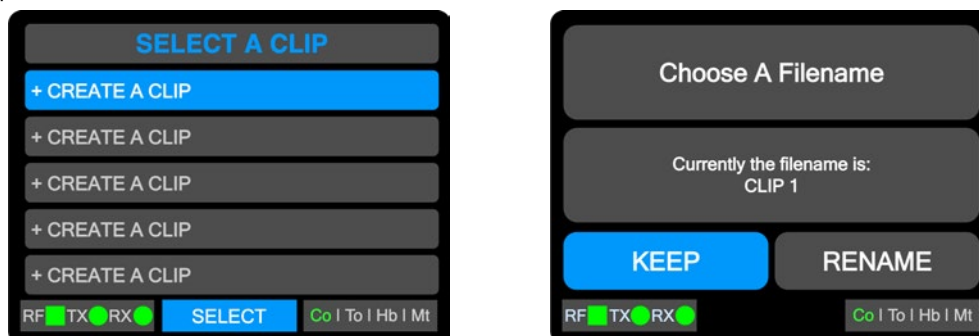 SELECT A CLIP
+ CREATE A CLIP
+ CREATE A CLIP
+ CREATE A CLIP
+ CREATE A CLIP
+ CREATE A CLIP
RF TX RX SELECT Co I To I Hb I Mt
Choose A Filename
Currently the filename is:
CLIP 1
KEEP RENAME
RF TX RX Co I To I Hb I Mt